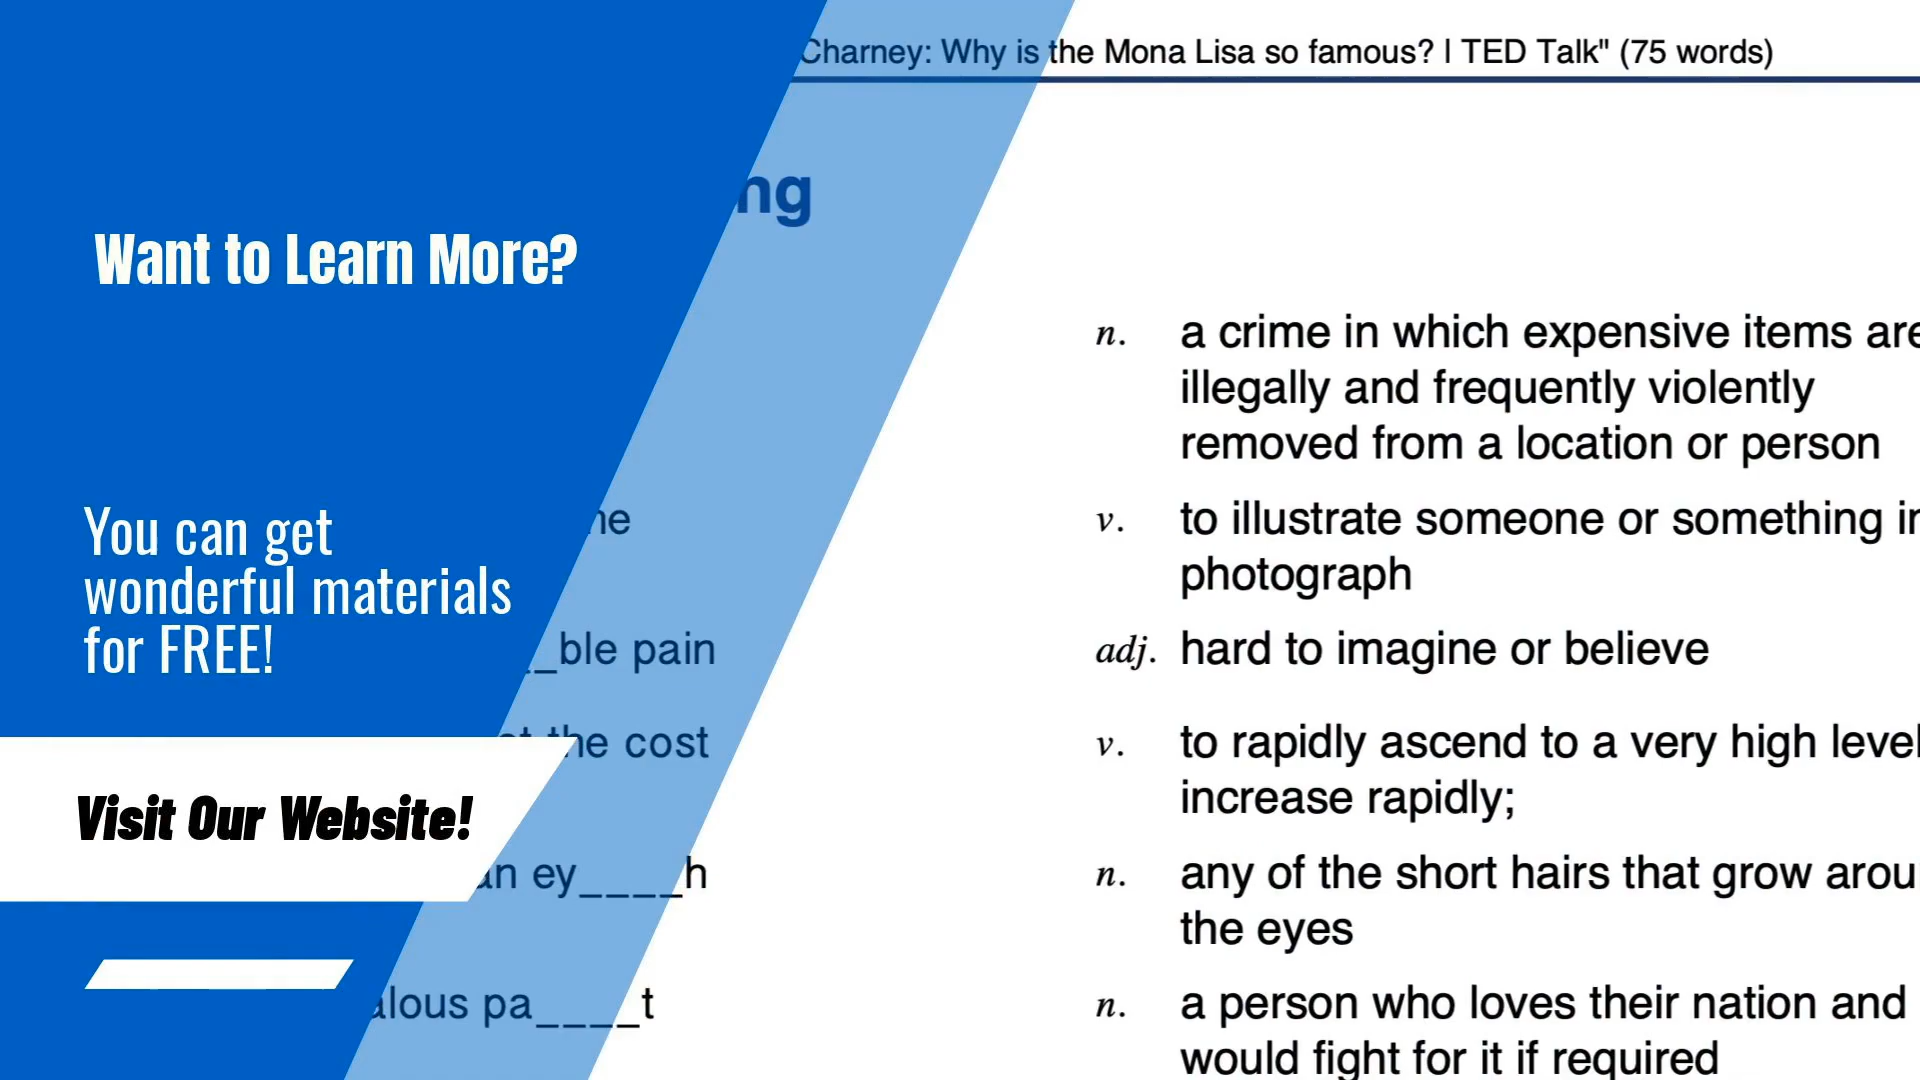 Charney: Why is the Mona Lisa so famous? | TED Talk" (75 words)
ng
Want to Learn More?
You can get
wonderful materials
for FREE!
Visit Our Website!
ne
_ble pain
the cost
an ey____h
alous pa____t
n. a crime in which expensive items are
illegally and frequently violently
removed from a location or person
v. to illustrate someone or something in
photograph
adj. hard to imagine or believe
v. to rapidly ascend to a very high level
increase rapidly;
n. any of the short hairs that grow arou
the eyes
n. a person who loves their nation and
would fight for it if required